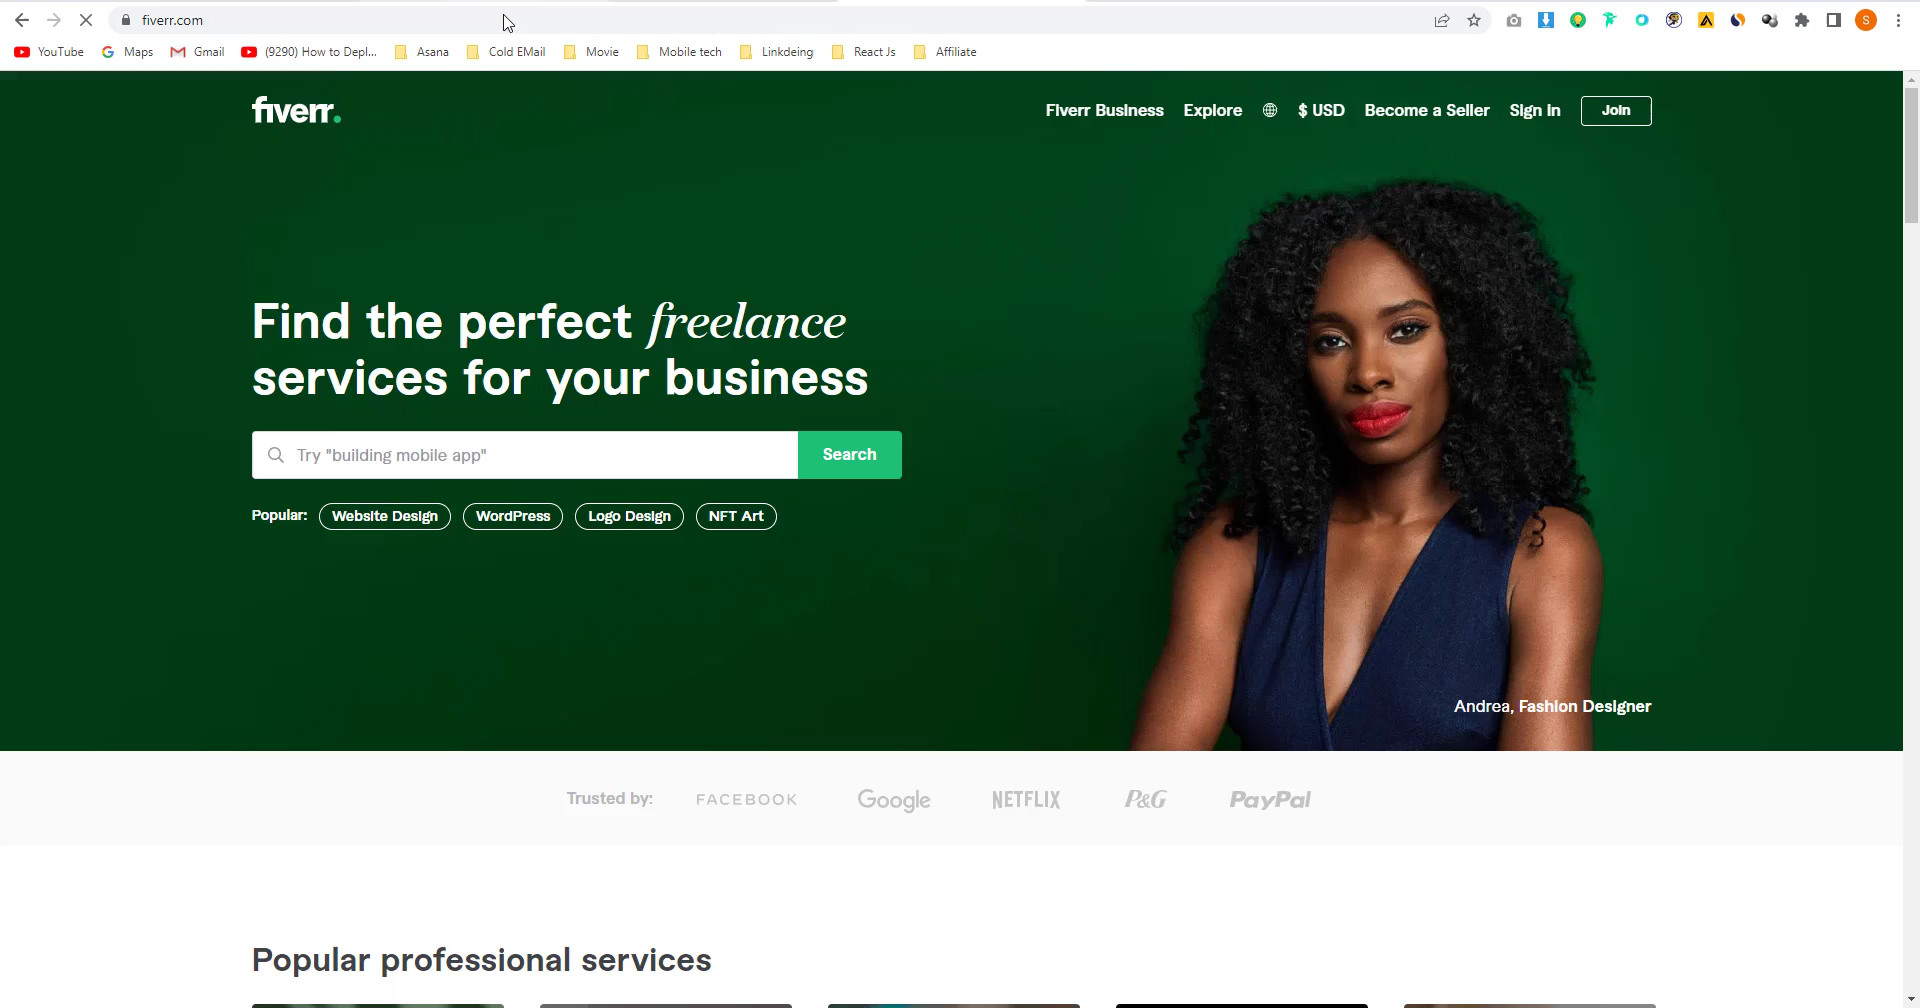 fiverr.com
YouTube Maps Gmail (9290) How to Depl... Asana Cold EMail Movie Mobile tech Linkdeing React Js Affiliate
fiverr.
Fiverr Business Explore $ USD Become a Seller Sign in Join
Find the perfect freelance
services for your business
Try "building mobile app"
Search
Popular: Website Design WordPress Logo Design NFT Art
Andrea, Fashion Designer
Trusted by: FACEBOOK Google NETFLIX P&G PayPal
Popular professional services
S